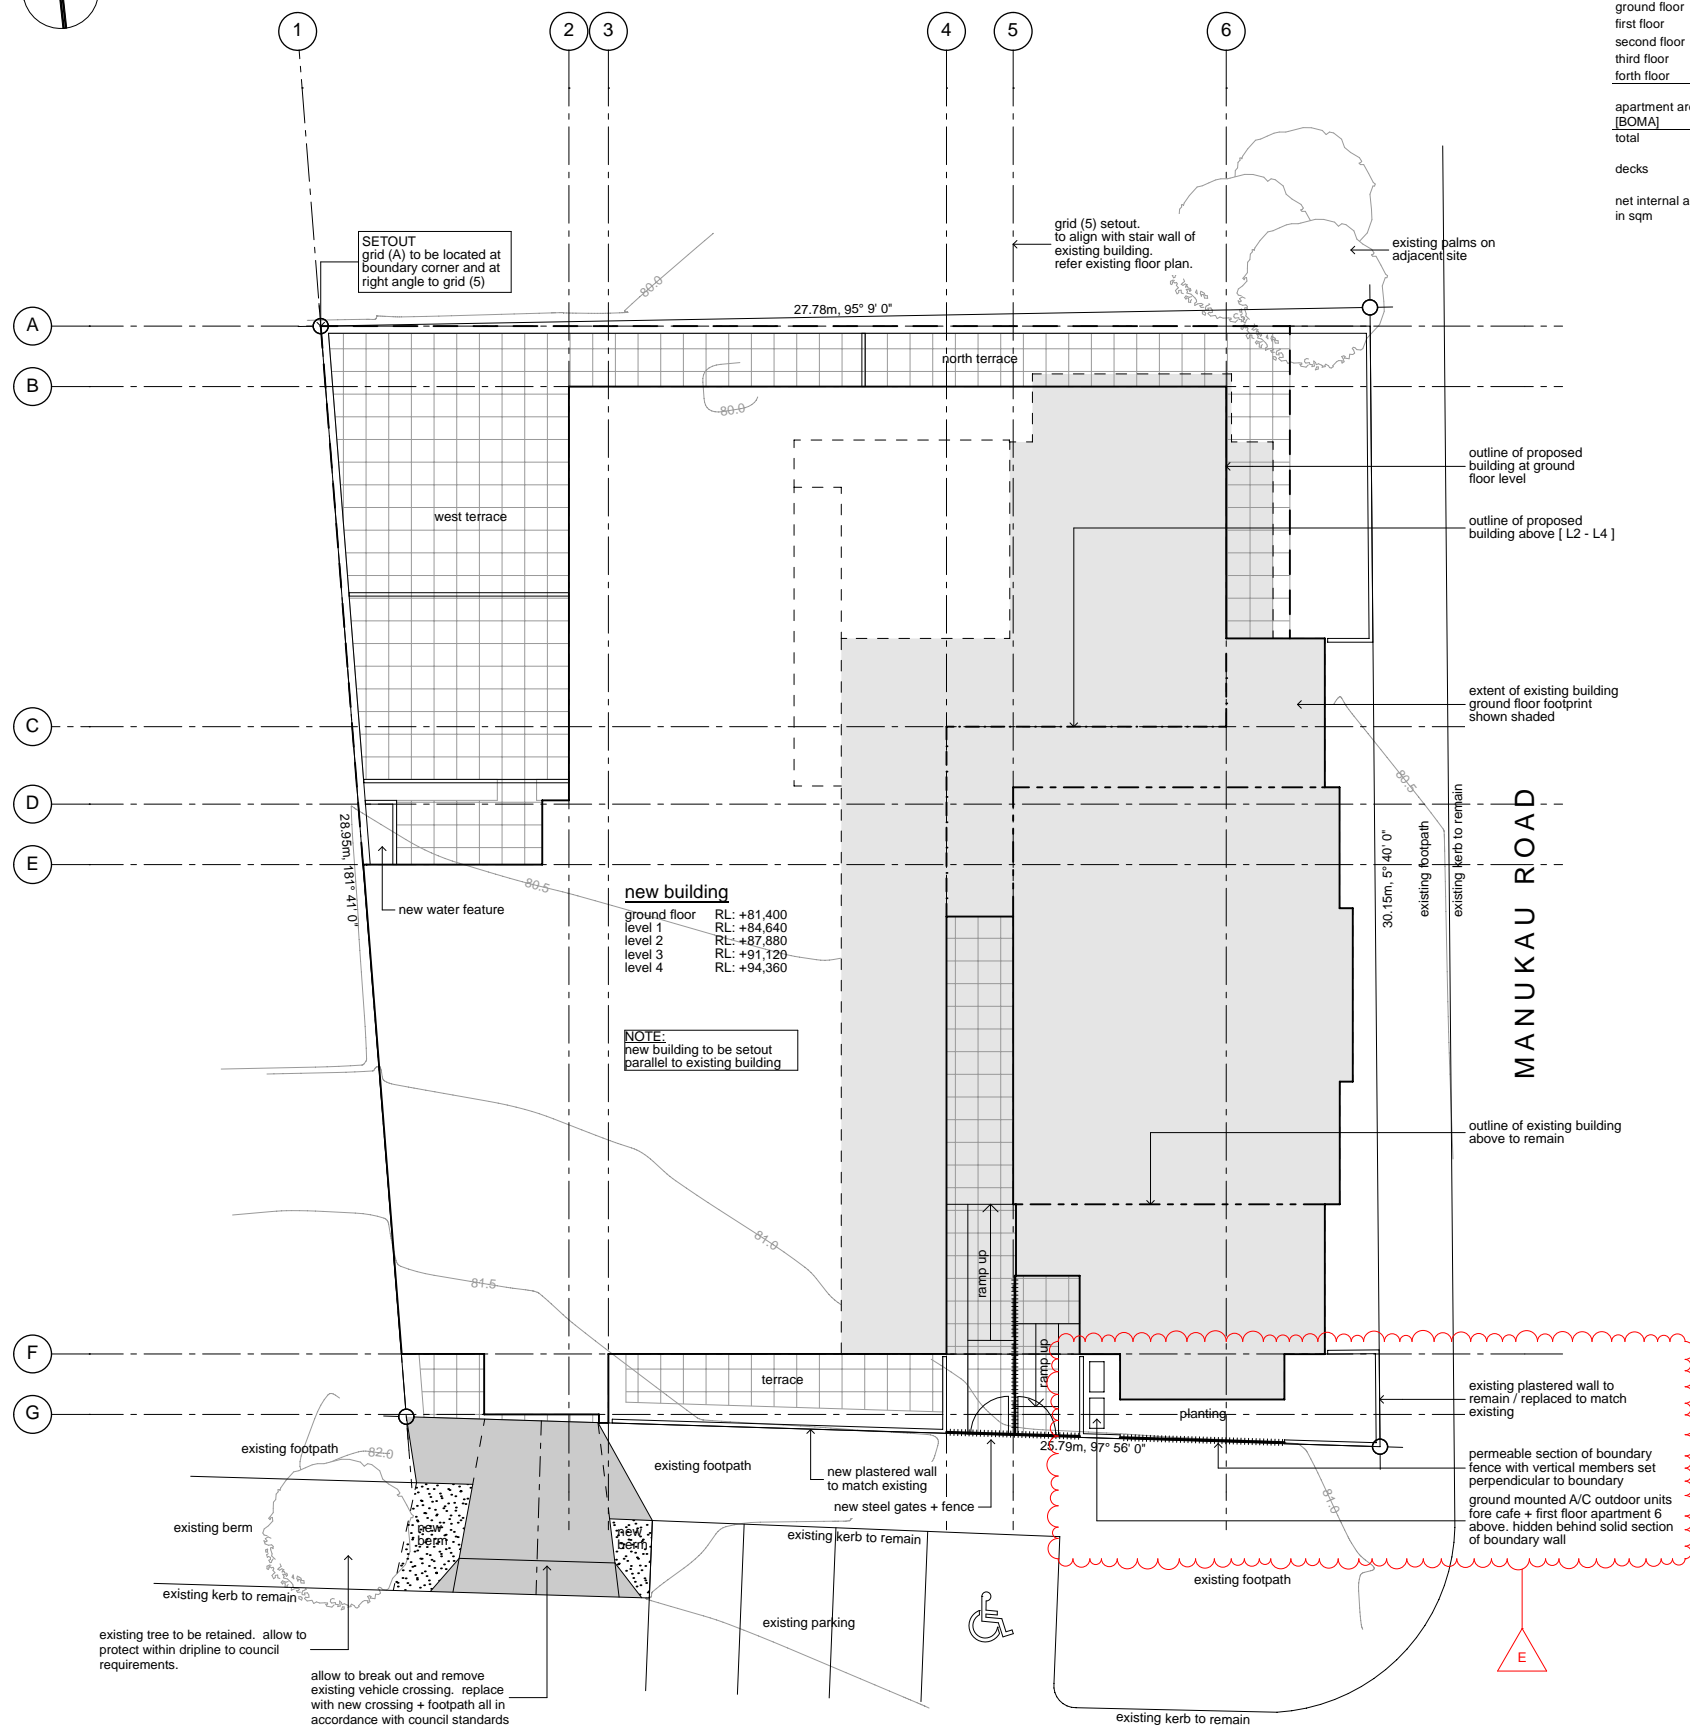 1
2
3
4
5
6
ground floor
first floor
second floor
third floor
forth floor
[BOMA]
total
decks
net internal
in sqm
SETOUT
grid (A) to be located at
boundary corner and at
right angle to grid (5)
80.0
grid (5) setout.
to align with stair wall of
existing building.
refer existing floor plan.
existing palms on
adjacent site
A
27.78m, 95° 9' 0"
north terrace
B
80.0
outline of proposed
building at ground
floor level
west terrace
outline of proposed
building above [ L2 - L4 ]
extent of existing building
ground floor footprint
shown shaded
C
80.5
D
28.95m, 181° 41' 0"
E
80.5
new water feature
new building
ground floor RL: +81,400
level 1 RL: +84,640
level 2 RL: +87,880
level 3 RL: +91,120
level 4 RL: +94,360
30.15m, 5° 40' 0"
existing footpath
existing kerb to remain
MANUKAU ROAD
NOTE:
new building to be setout
parallel to existing building
outline of existing building
above to remain
81.0
81.5
ramp up
ramp up
F
terrace
G
planting
existing plastered wall to
remain / replaced to match
existing
25.79m, 97° 56' 0"
existing footpath
82.0
existing footpath
new plastered wall
to match existing
new steel gates + fence
permeable section of boundary
fence with vertical members set
perpendicular to boundary
81.0
ground mounted A/C outdoor units
fore cafe + first floor apartment 6
above. hidden behind solid section
of boundary wall
existing berm
new
berm
new
berm
existing kerb to remain
existing kerb to remain
existing footpath
existing parking
existing tree to be retained. allow to
protect within dripline to council
requirements.
E
allow to break out and remove
existing vehicle crossing. replace
with new crossing + footpath all in
accordance with council standards
existing kerb to remain